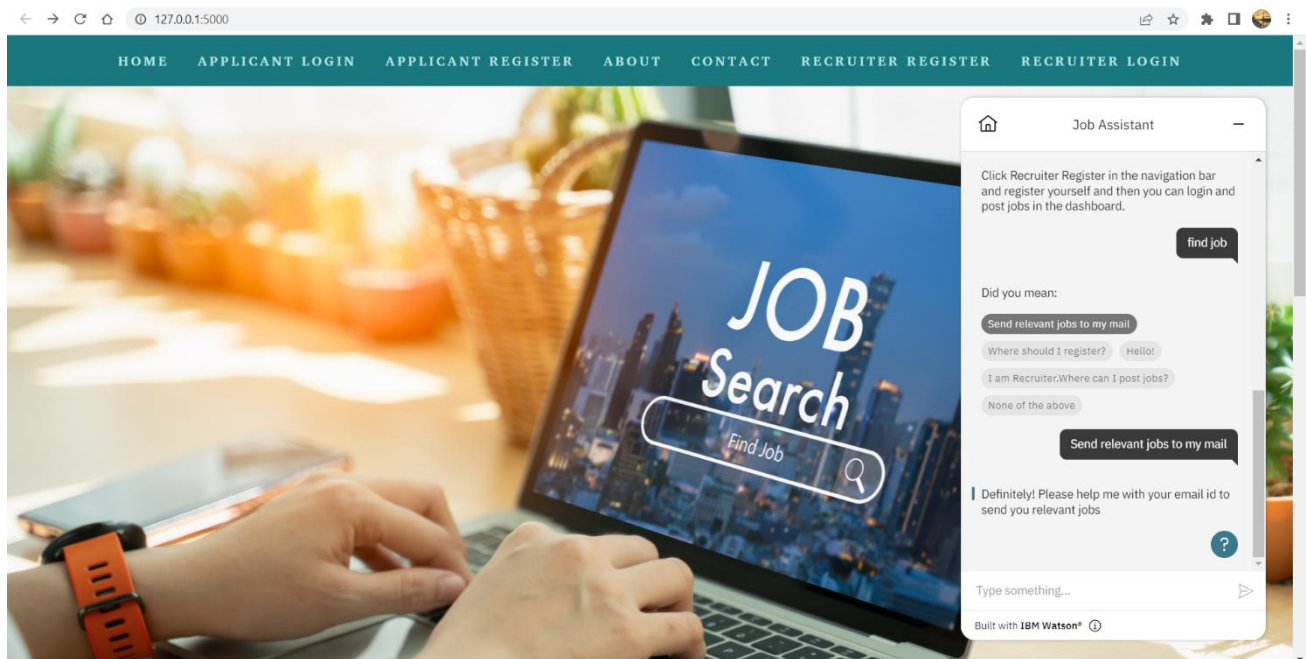 127.0.0.1:5000
HOME APPLICANT LOGIN APPLICANT REGISTER ABOUT CONTACT RECRUITER REGISTER RECRUITER LOGIN
JOB
Search
Find Job
Job Assistant
Click Recruiter Register in the navigation bar
and register yourself and then you can login and
post jobs in the dashboard.
find job
Did you mean:
Send relevant jobs to my mail
Where should I register? Hello!
I am Recruiter.Where can I post jobs?
None of the above
Send relevant jobs to my mail
Definitely! Please help me with your email id to
send you relevant jobs
?
Type something...
Built with IBM Watson®